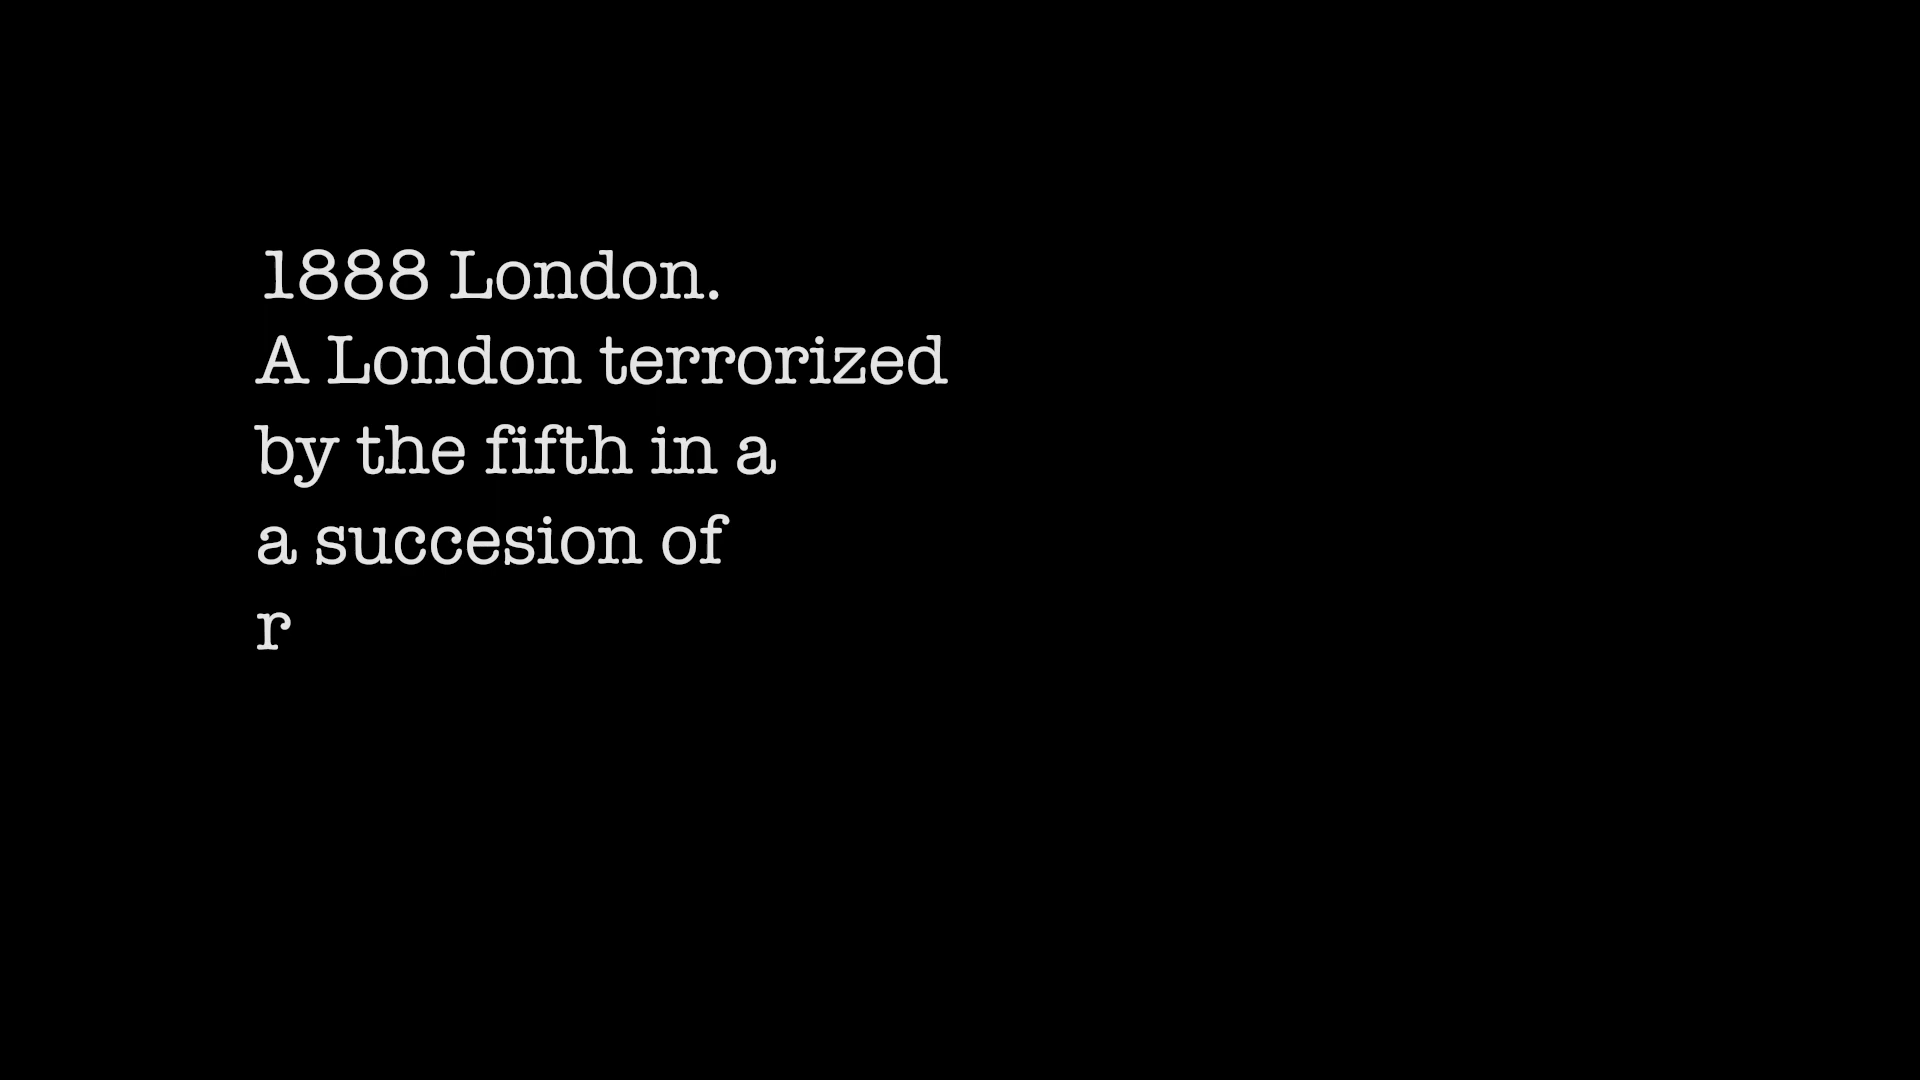 1888 London.
A London terrorized
by the fifth in a
a succesion of
r